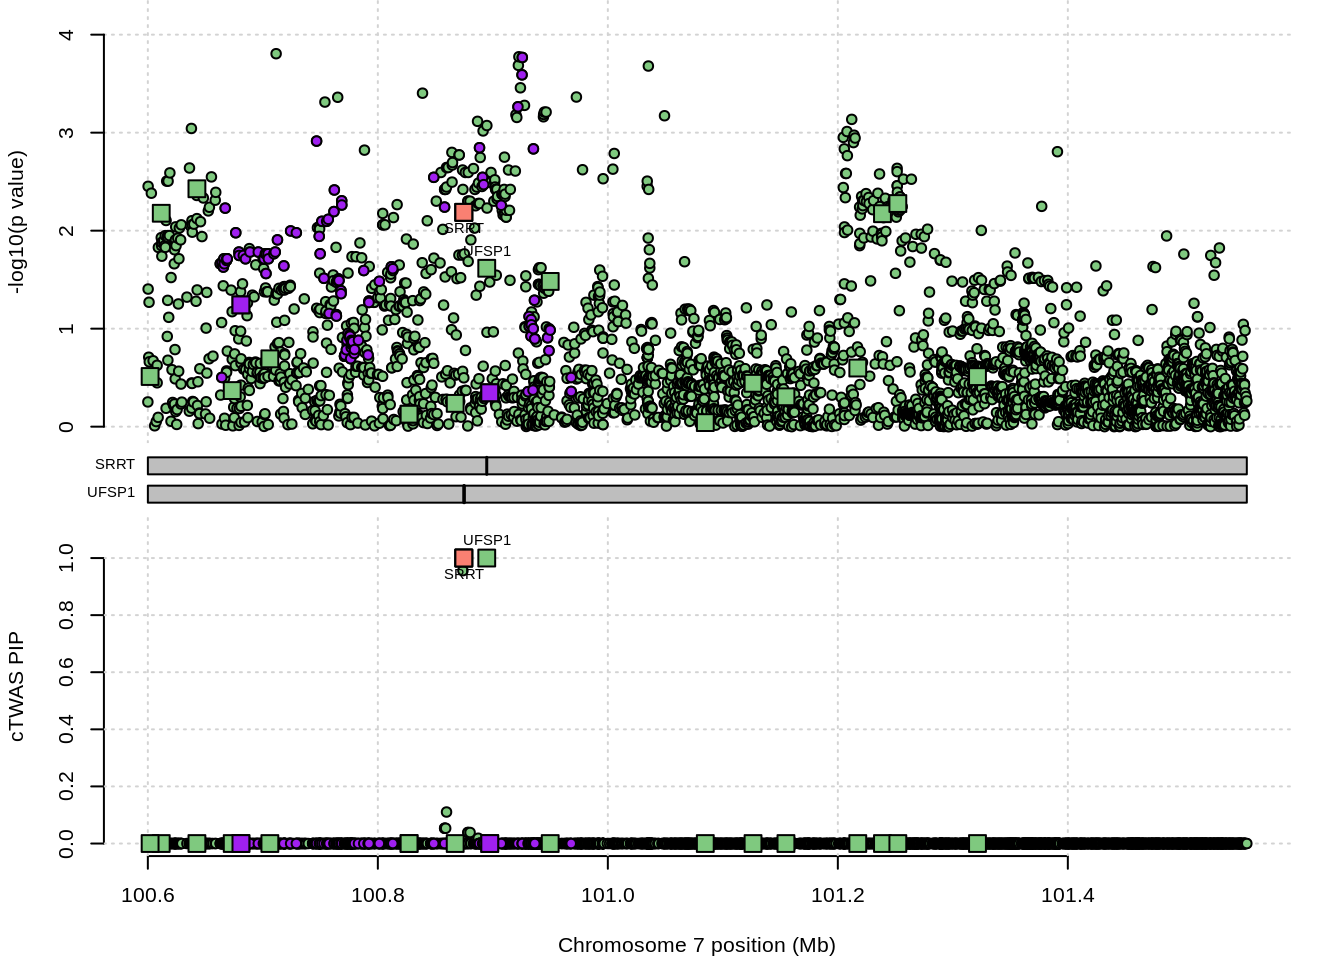 4
3
2
1
0
-log10(p value)
SRRT
UFSP1
SRRT
UFSP1
1.0
0.8
0.6
0.4
0.2
0.0
cTWAS PIP
UFSP1
SRRT
100.6 100.8 101.0 101.2 101.4
Chromosome 7 position (Mb)